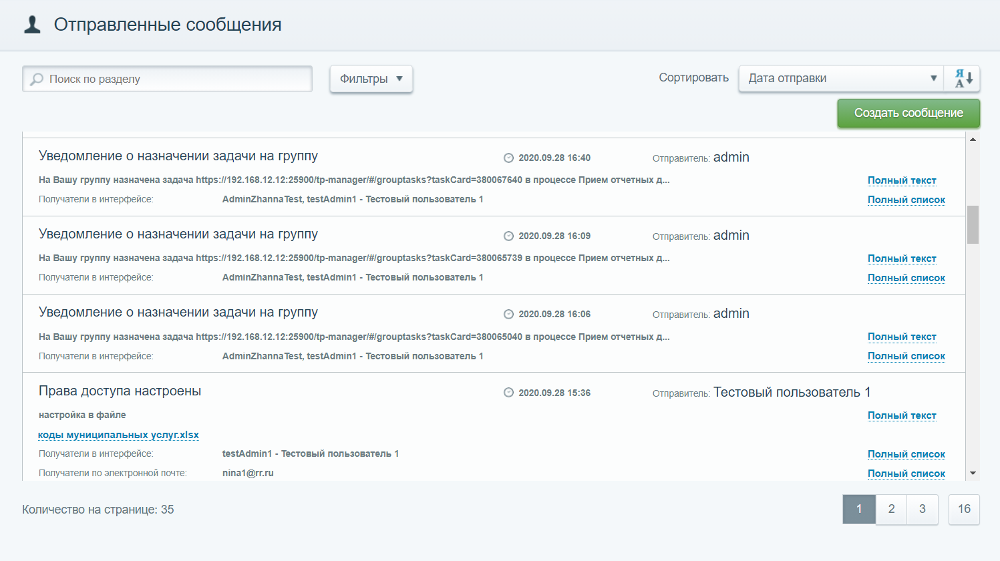 Отправленные сообщения
Поиск по разделу
Фильтры
Сортировать
Дата отправки
Я
А
Создать сообщение
Уведомление о назначении задачи на группу
2020.09.28 16:40
Отправитель: admin
На Вашу группу назначена задача https://192.168.12.12:25900/tp-manager/#/grouptasks?taskCard=380067640 в процессе Прием отчетных д...
Полный текст
Получатели в интерфейсе:
AdminZhannaTest, testAdmin1 - Тестовый пользователь 1
Полный список
Уведомление о назначении задачи на группу
2020.09.28 16:09
Отправитель: admin
На Вашу группу назначена задача https://192.168.12.12:25900/tp-manager/#/grouptasks?taskCard=380065739 в процессе Прием отчетных д...
Полный текст
Получатели в интерфейсе:
AdminZhannaTest, testAdmin1 - Тестовый пользователь 1
Полный список
Уведомление о назначении задачи на группу
2020.09.28 16:06
Отправитель: admin
На Вашу группу назначена задача https://192.168.12.12:25900/tp-manager/#/grouptasks?taskCard=380065040 в процессе Прием отчетных д...
Полный текст
Получатели в интерфейсе:
AdminZhannaTest, testAdmin1 - Тестовый пользователь 1
Полный список
Права доступа настроены
2020.09.28 15:36
Отправитель: Тестовый пользователь 1
настройка в файле
Полный текст
коды муниципальных услуг.xlsx
Получатели в интерфейсе:
testAdmin1 - Тестовый пользователь 1
Полный список
Получатели по электронной почте:
nina1@rr.ru
Полный список
Количество на странице: 35
1
2
3
16